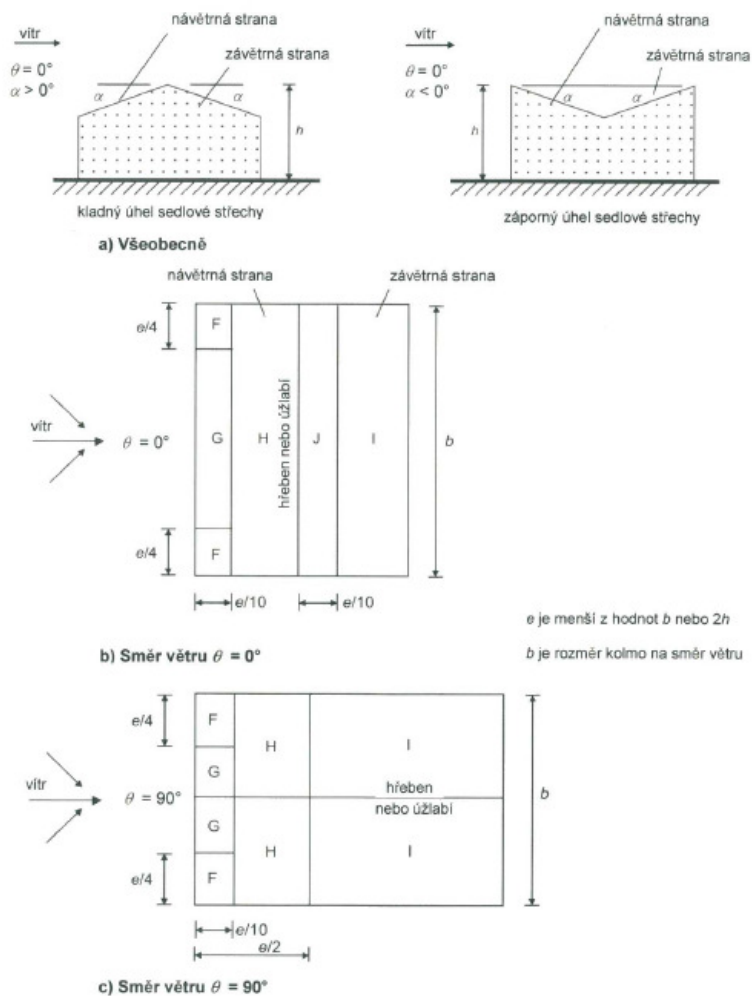 návětrná strana
vítr
závětrná strana
θ = 0°
α > 0°
α
α
h
kladný úhel sedlové střechy
návětrná strana
vítr
závětrná strana
θ = 0°
α < 0°
α
α
h
záporný úhel sedlové střechy
a) Všeobecně
návětrná strana
závětrná strana
e/4
F
vítr
θ = 0°
G
H
hřeben nebo úžlabí
J
I
b
e/4
F
e/10
e/10
e je menší z hodnot b nebo 2h
b) Směr větru θ = 0°
b je rozměr kolmo na směr větru
e/4
F
H
I
G
vítr
θ = 90°
hřeben
nebo úžlabí
b
G
H
I
e/4
F
e/10
e/2
c) Směr větru θ = 90°